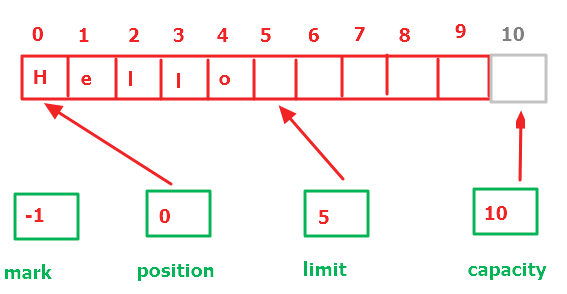 0 1 2 3 4 5 6 7 8 9 10
H e l l o
-1 0 5 10
mark position limit capacity